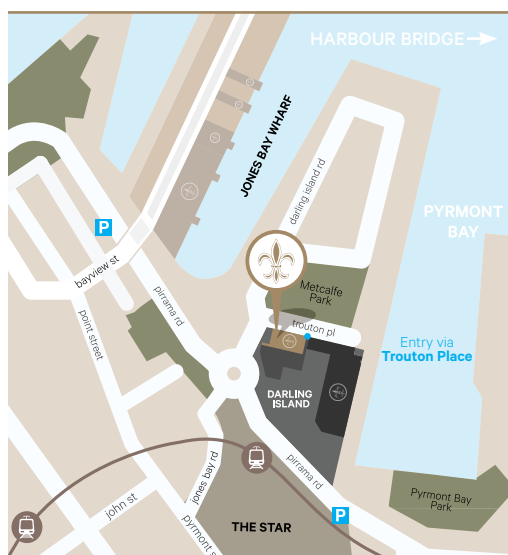 HARBOUR BRIDGE
JONES BAY WHARF
darling island rd
PYRMONT
BAY
P
bayview st
pirrama rd
Metcalfe
Park
point street
trouton pl
Entry via
Trouton Place
DARLING
ISLAND
jones bay rd
pirrama rd
john st
P
Pyrmont Bay
Park
THE STAR
pyrmont s